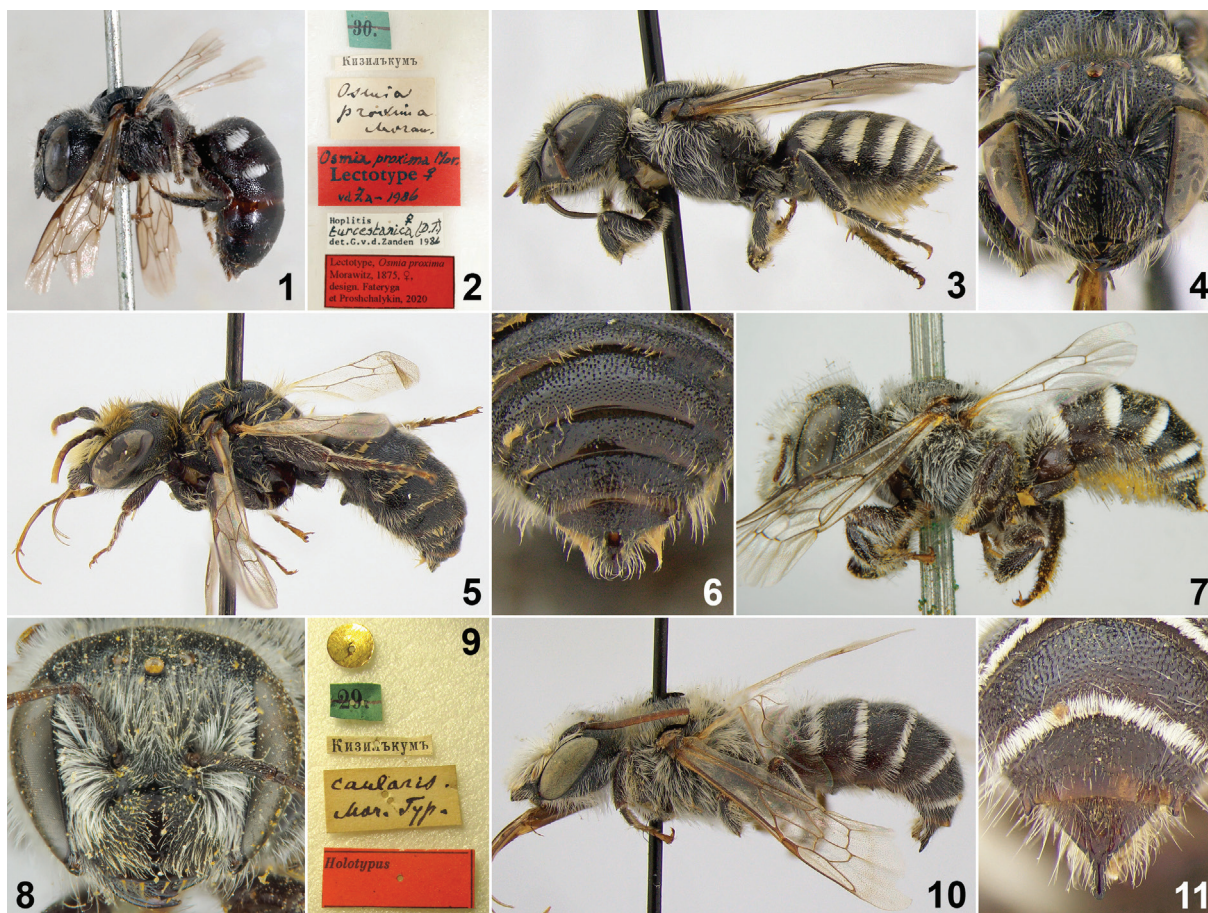 30.
Кизилъкумъ
Osmia
proxima
Moraw.
Osmia proxima Mor.
Lectotype ♀
vd Za- 1986
Hoplitis ♀
turcestanica (D.T.)
det.G.v.d.Zanden 1986
Lectotype, Osmia proxima
Morawitz, 1875, ♀,
design. Fateryga
et Proshchalykin, 2020
1
2
3
4
5
6
7
8
9
29.
Кизилъкумъ
caularis.
Mor. Typ.
Holotypus
10
11